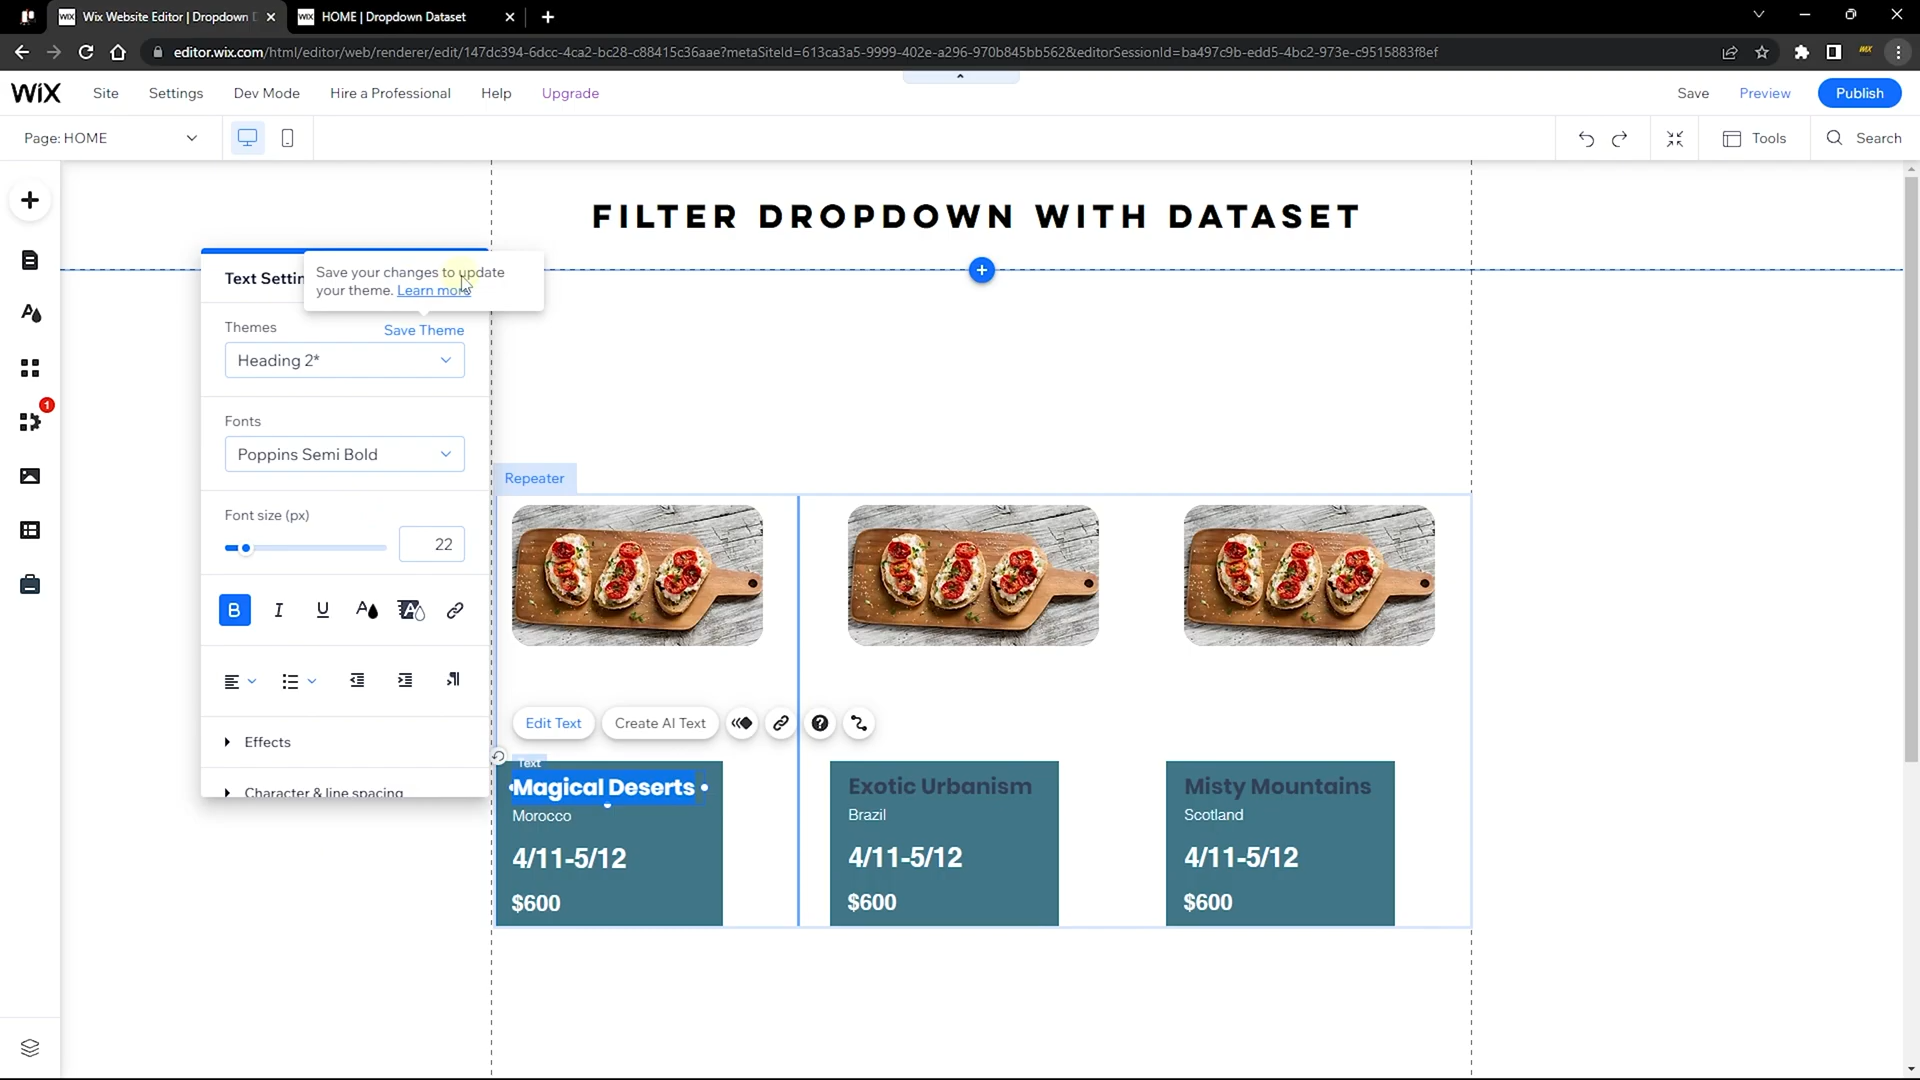 Wix Website Editor | Dropdown D
HOME | Dropdown Dataset
editor.wix.com/html/editor/web/renderer/edit/147dc394-6dcc-4ca2-bc28-c88415c36aae?metaSiteId=613ca3a5-9999-402e-a296-970b845bb562&editorSessionId=ba497c9b-edd5-4bc2-973e-c9515883f8ef
WiX
Site
Settings
Dev Mode
Hire a Professional
Help
Upgrade
Save
Preview
Publish
Page: HOME
Tools
Search
FILTER DROPDOWN WITH DATASET
Text Settin
Save your changes to update
your theme. Learn more
Themes
Save Theme
Heading 2*
1
Fonts
Poppins Semi Bold
Repeater
Font size (px)
22
B I U A A
Edit Text
Create AI Text
Effects
Character & line spacing
Text
Magical Deserts
Morocco
4/11-5/12
$600
Exotic Urbanism
Brazil
4/11-5/12
$600
Misty Mountains
Scotland
4/11-5/12
$600